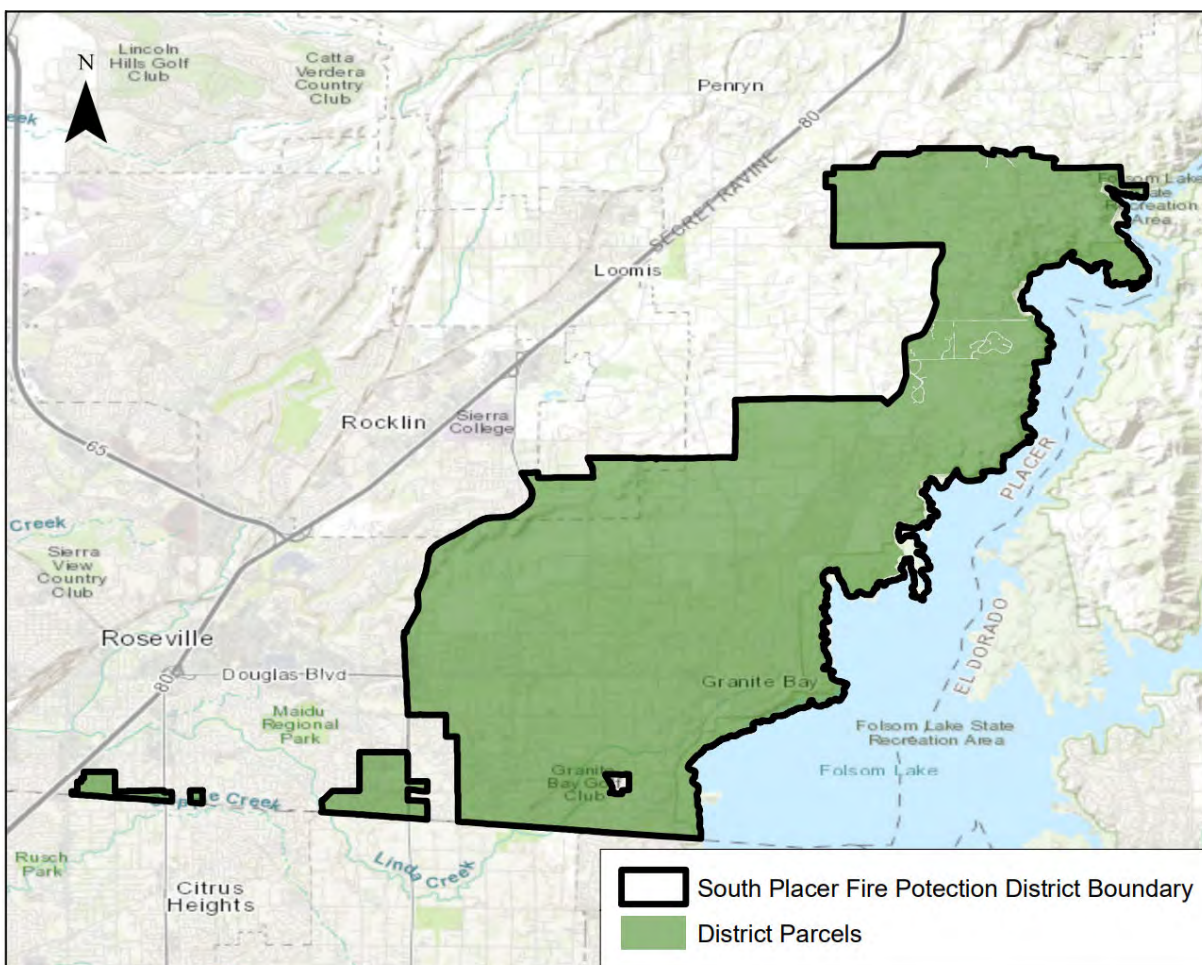 Lincoln
Hills Golf
Club
Catta
Verdera
Country
Club
N
Penryn
80
eek
SECRET RAVINE
Folsom Lake
State
Recreation
Area
Loomis
Rocklin
Sierra
College
65
PLACER
Creek
Sierra
View
Country
Club
EL DORADO
Roseville
Douglas-Blvd
80
Granite Bay
Maidu
Regional
Park
Folsom Lake State
Recreation Area
Granite
Bay Golf
Club
Folsom Lake
Creek
Linda Creek
Rusch
Park
Citrus
Heights
South Placer Fire Potection District Boundary
District Parcels